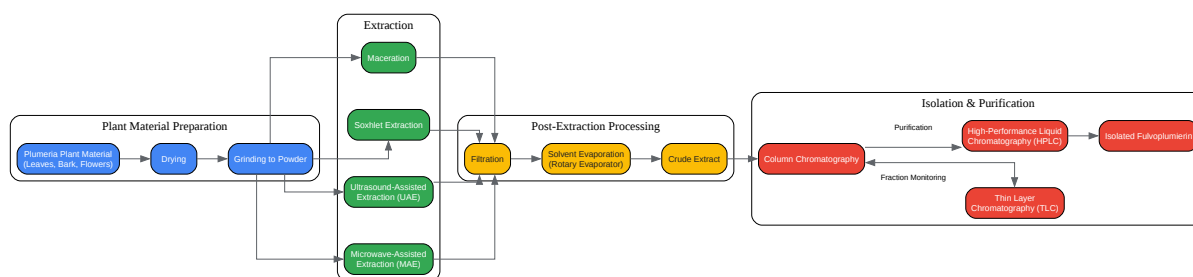 Plant Material Preparation
Plumeria Plant Material
(Leaves, Bark, Flowers)
Drying
Grinding to Powder
Extraction
Maceration
Soxhlet Extraction
Ultrasound-Assisted
Extraction (UAE)
Microwave-Assisted
Extraction (MAE)
Post-Extraction Processing
Filtration
Solvent Evaporation
(Rotary Evaporator)
Crude Extract
Isolation & Purification
Column Chromatography
Purification
Fraction Monitoring
High-Performance Liquid
Chromatography (HPLC)
Thin Layer
Chromatography (TLC)
Isolated Fulvoplumierin